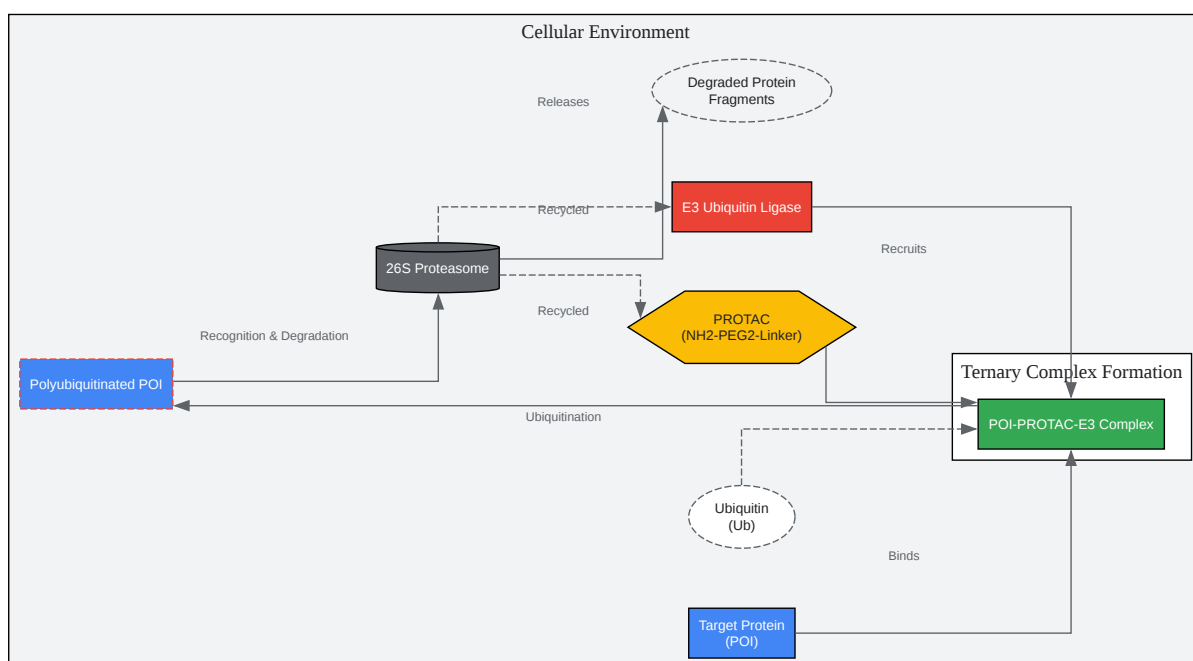 Cellular Environment
Degraded Protein
Fragments
Releases
E3 Ubiquitin Ligase
Recycled
Recruits
26S Proteasome
Recycled
PROTAC
(NH2-PEG2-Linker)
Recognition & Degradation
Ternary Complex Formation
Polyubiquitinated POI
Ubiquitination
POI-PROTAC-E3 Complex
Ubiquitin
(Ub)
Binds
Target Protein
(POI)